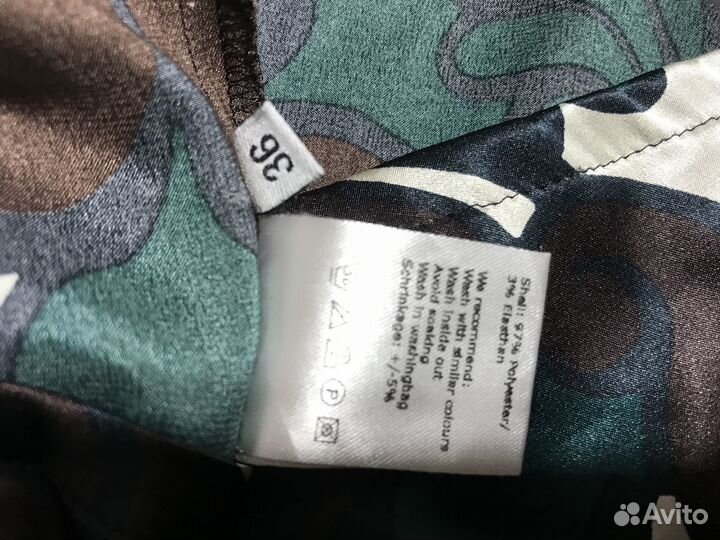 36
Shell: 97% Polyester/
3% Elasthan
We recommend:
Wash with similar colours
Wash inside out
Avoid soaking
Wash in washingbag
Schrinkage: +/-5%
P
Avito